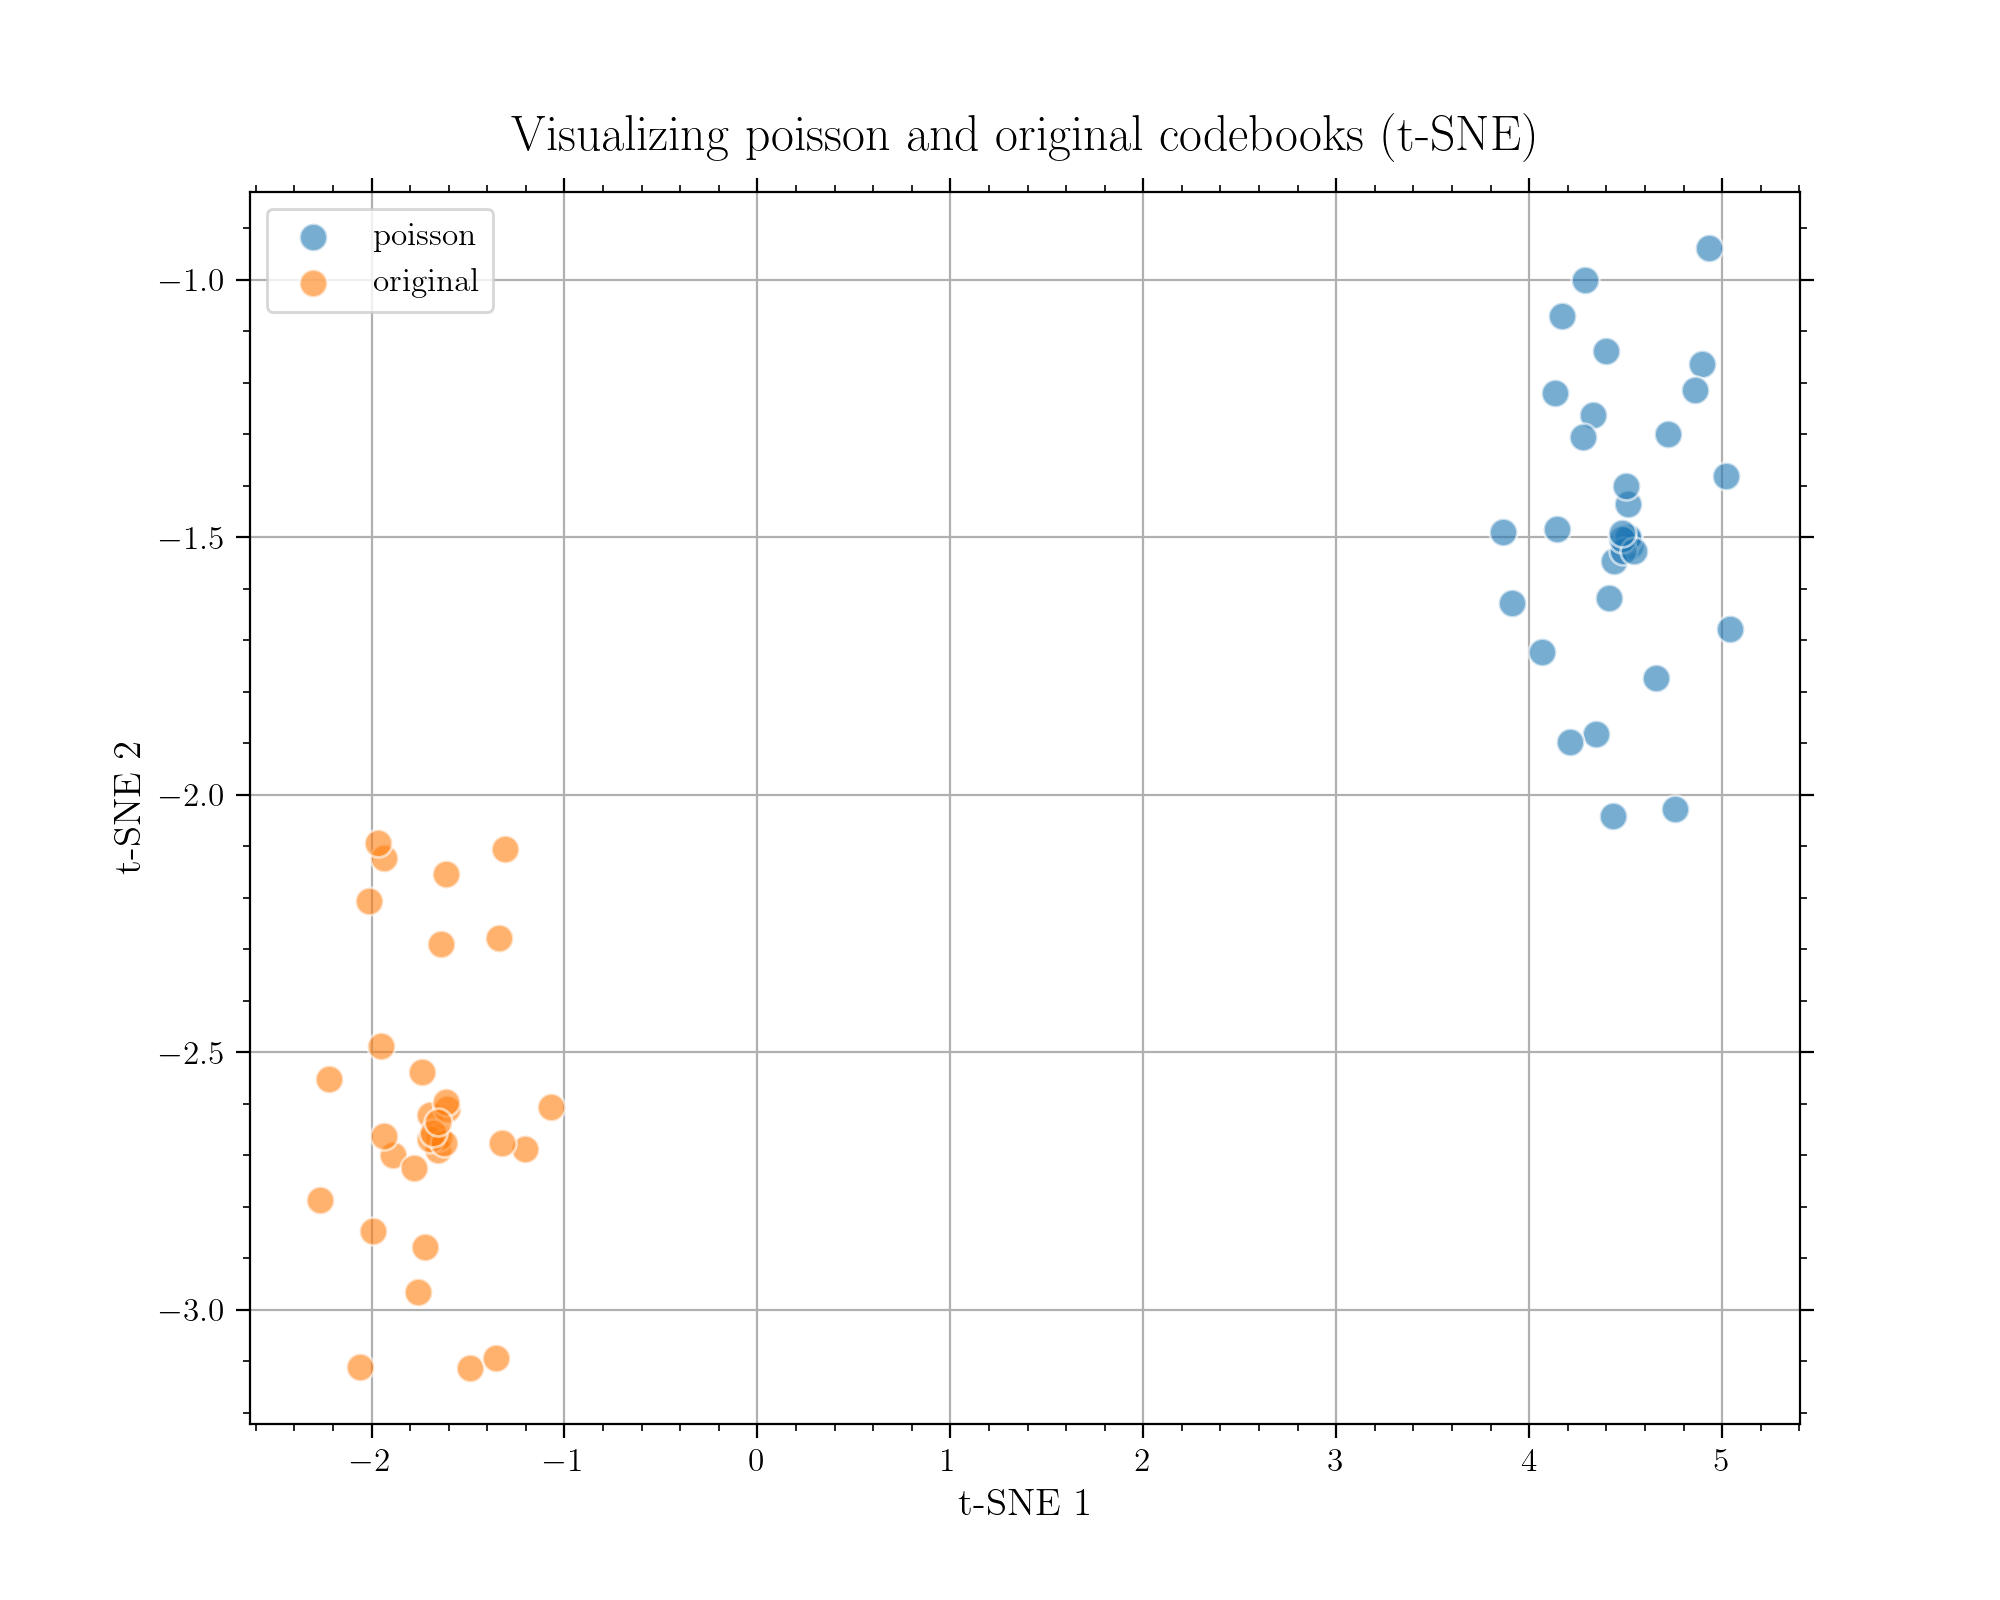 Visualizing poisson and original codebooks (t-SNE)
poisson
original
−1.0
−1.5
−2.0
−2.5
−3.0
t-SNE 2
−2 −1 0 1 2 3 4 5
t-SNE 1